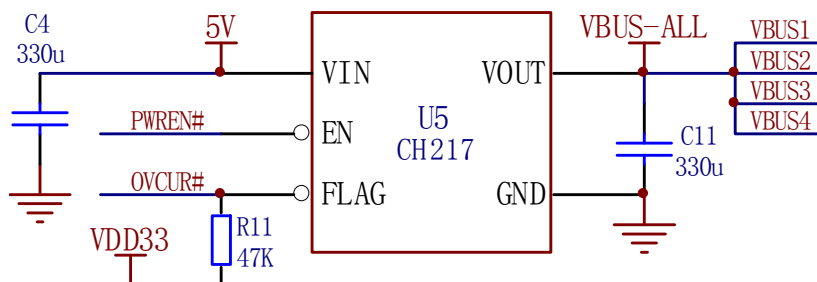 C4
330u
5V
VBUS-ALL
VBUS1
VBUS2
VBUS3
VBUS4
VIN
VOUT
PWREN#
EN
U5
CH217
C11
330u
OVCUR#
FLAG
GND
R11
47K
VDD33